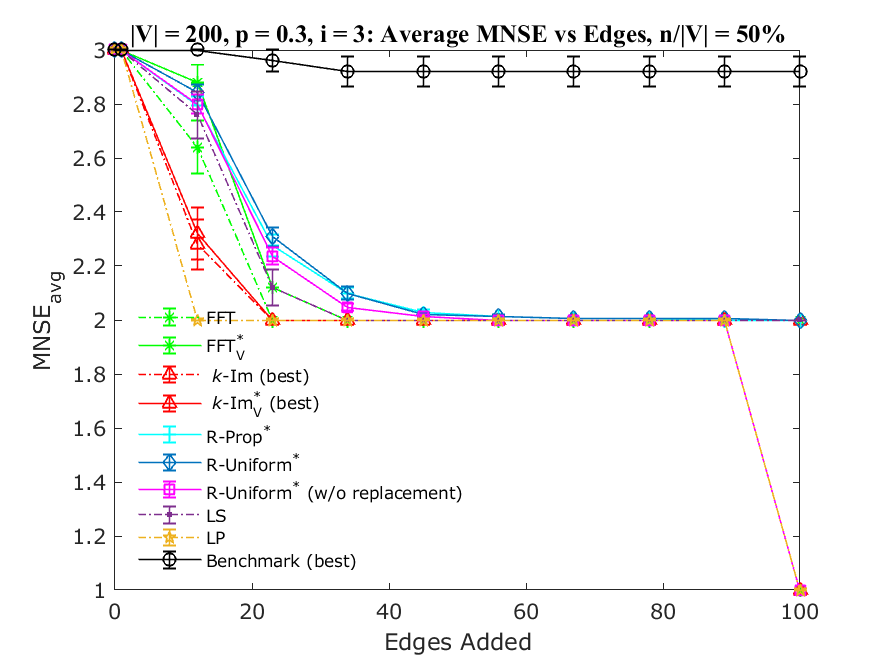 |V| = 200, p = 0.3, i = 3: Average MNSE vs Edges, n/|V| = 50%
3
2.8
2.6
2.4
2.2
2
1.8
1.6
1.4
1.2
1
MNSE_avg
FFT
FFT*_V
k-Im (best)
k-Im*_V (best)
R-Prop*
R-Uniform*
R-Uniform* (w/o replacement)
LS
LP
Benchmark (best)
0 20 40 60 80 100
Edges Added